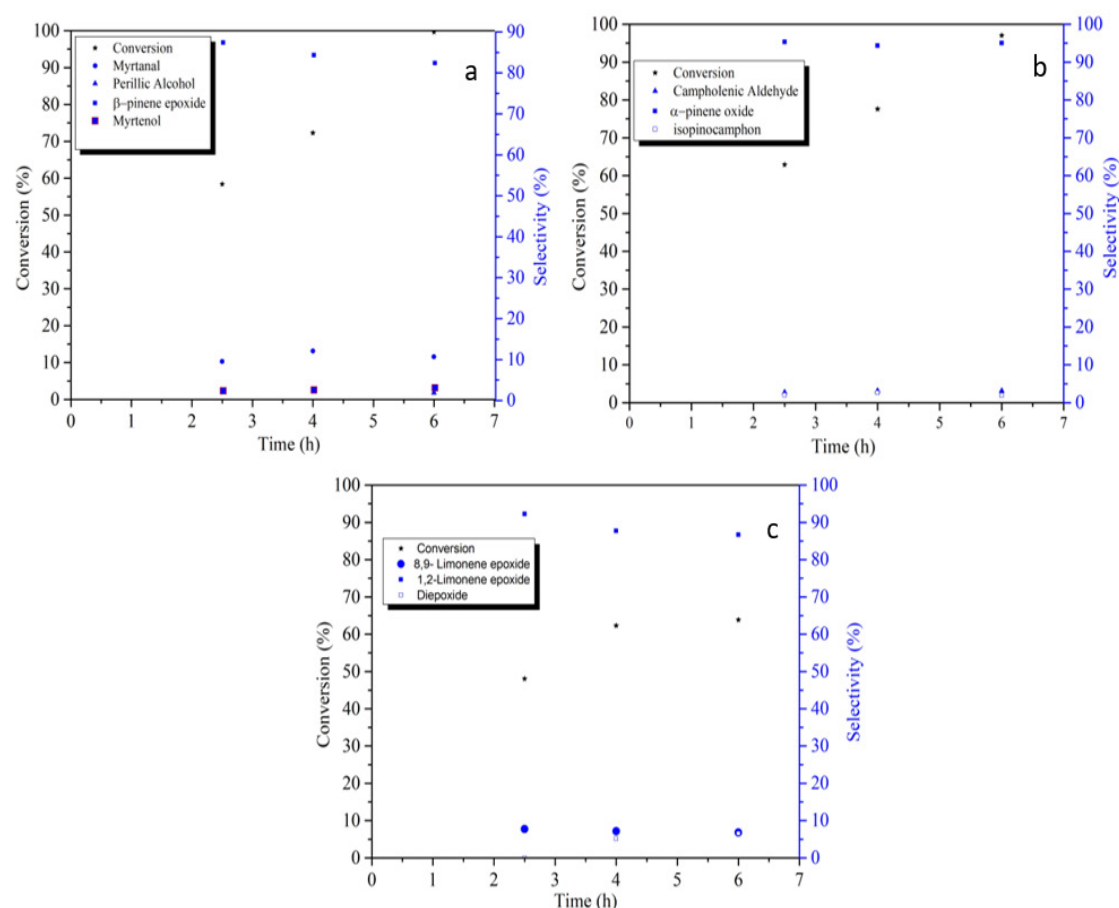 a
Conversion
Myrtanal
Perillic Alcohol
β–pinene epoxide
Myrtenol
Conversion (%)
100
90
80
70
60
50
40
30
20
10
0
0 1 2 3 4 5 6 7
Time (h)
90
80
70
60
50
40
30
20
10
0
Selectivity (%)
b
Conversion
Campholenic Aldehyde
α–pinene oxide
isopinocamphon
Conversion (%)
100
90
80
70
60
50
40
30
20
10
0
0 1 2 3 4 5 6 7
Time (h)
100
90
80
70
60
50
40
30
20
10
0
Selectivity (%)
c
Conversion
8,9- Limonene epoxide
1,2-Limonene epoxide
Diepoxide
Conversion (%)
100
90
80
70
60
50
40
30
20
10
0
0 1 2 3 4 5 6 7
Time (h)
100
90
80
70
60
50
40
30
20
10
0
Selectivity (%)